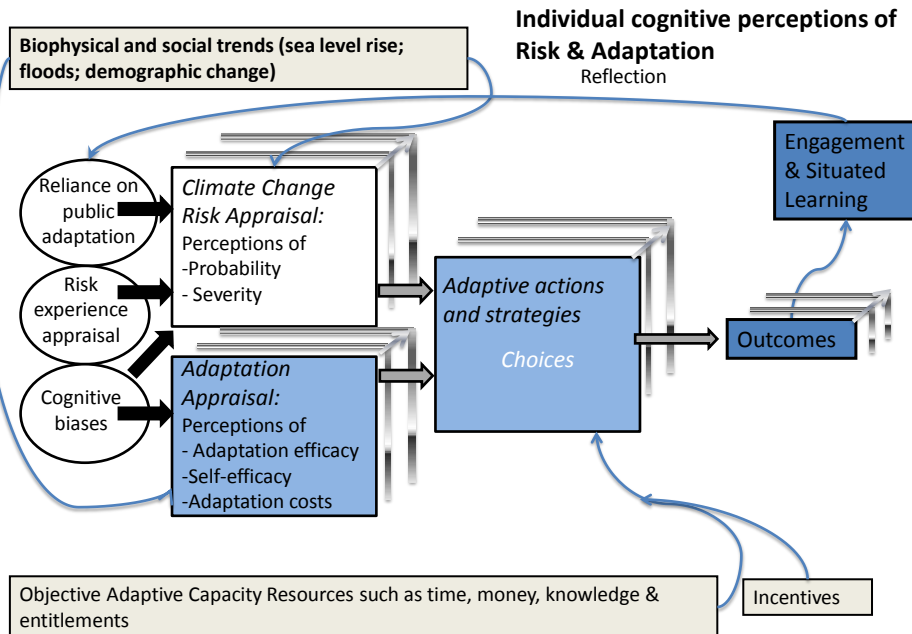 Individual cognitive perceptions of
Risk & Adaptation
Biophysical and social trends (sea level rise;
floods; demographic change)
Reflection
Engagement
& Situated
Learning
Reliance on
public
adaptation
Climate Change
Risk Appraisal:
Perceptions of
-Probability
- Severity
Risk
experience
appraisal
Cognitive
biases
Adaptation
Appraisal:
Perceptions of
- Adaptation efficacy
-Self-efficacy
-Adaptation costs
Adaptive actions
and strategies
Choices
Outcomes
Objective Adaptive Capacity Resources such as time, money, knowledge &
entitlements
Incentives